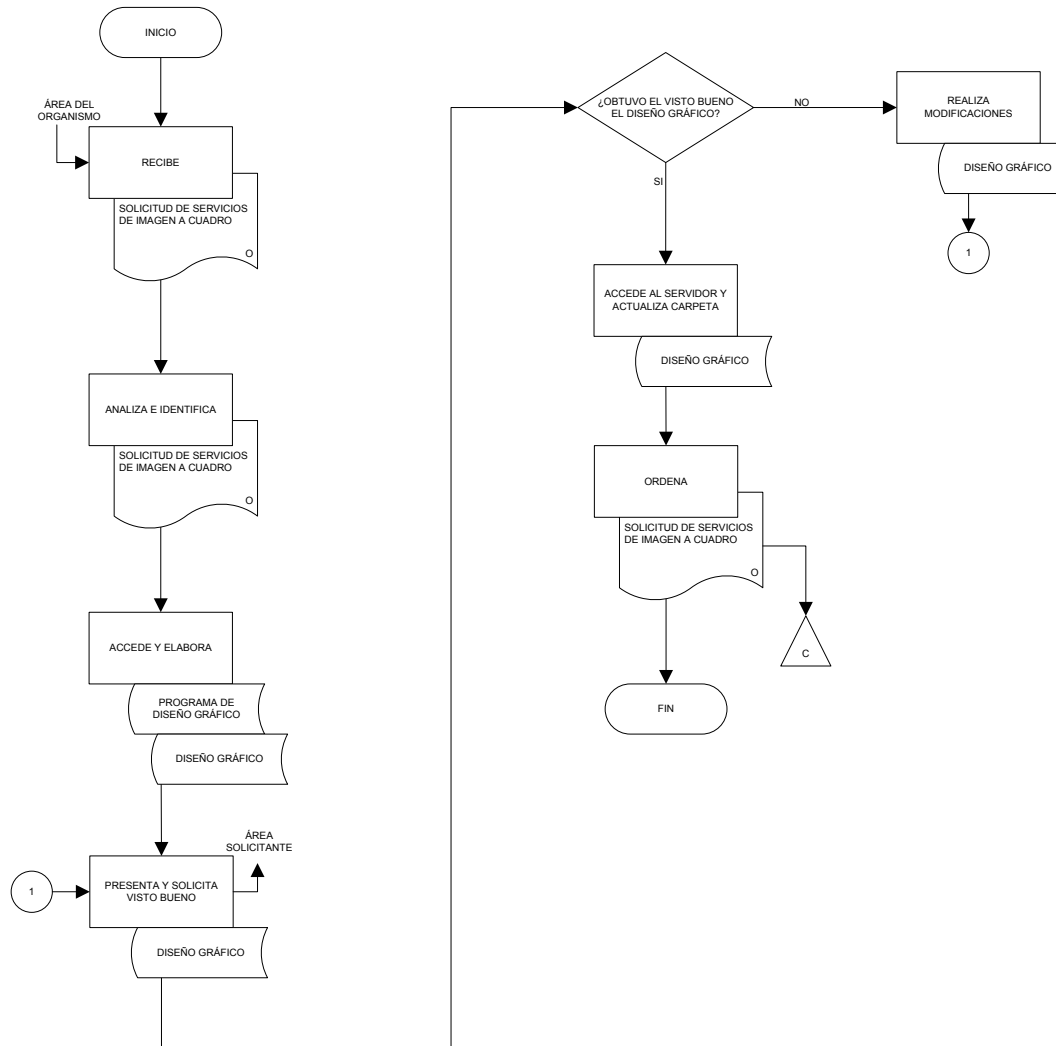 INICIO
ÁREA DEL
ORGANISMO
RECIBE
SOLICITUD DE SERVICIOS
DE IMAGEN A CUADRO
O
ANALIZA E IDENTIFICA
SOLICITUD DE SERVICIOS
DE IMAGEN A CUADRO
O
ACCEDE Y ELABORA
PROGRAMA DE
DISEÑO GRÁFICO
DISEÑO GRÁFICO
ÁREA
SOLICITANTE
1
PRESENTA Y SOLICITA
VISTO BUENO
DISEÑO GRÁFICO
¿OBTUVO EL VISTO BUENO
EL DISEÑO GRÁFICO?
NO
REALIZA
MODIFICACIONES
DISEÑO GRÁFICO
1
SI
ACCEDE AL SERVIDOR Y
ACTUALIZA CARPETA
DISEÑO GRÁFICO
ORDENA
SOLICITUD DE SERVICIOS
DE IMAGEN A CUADRO
O
C
FIN